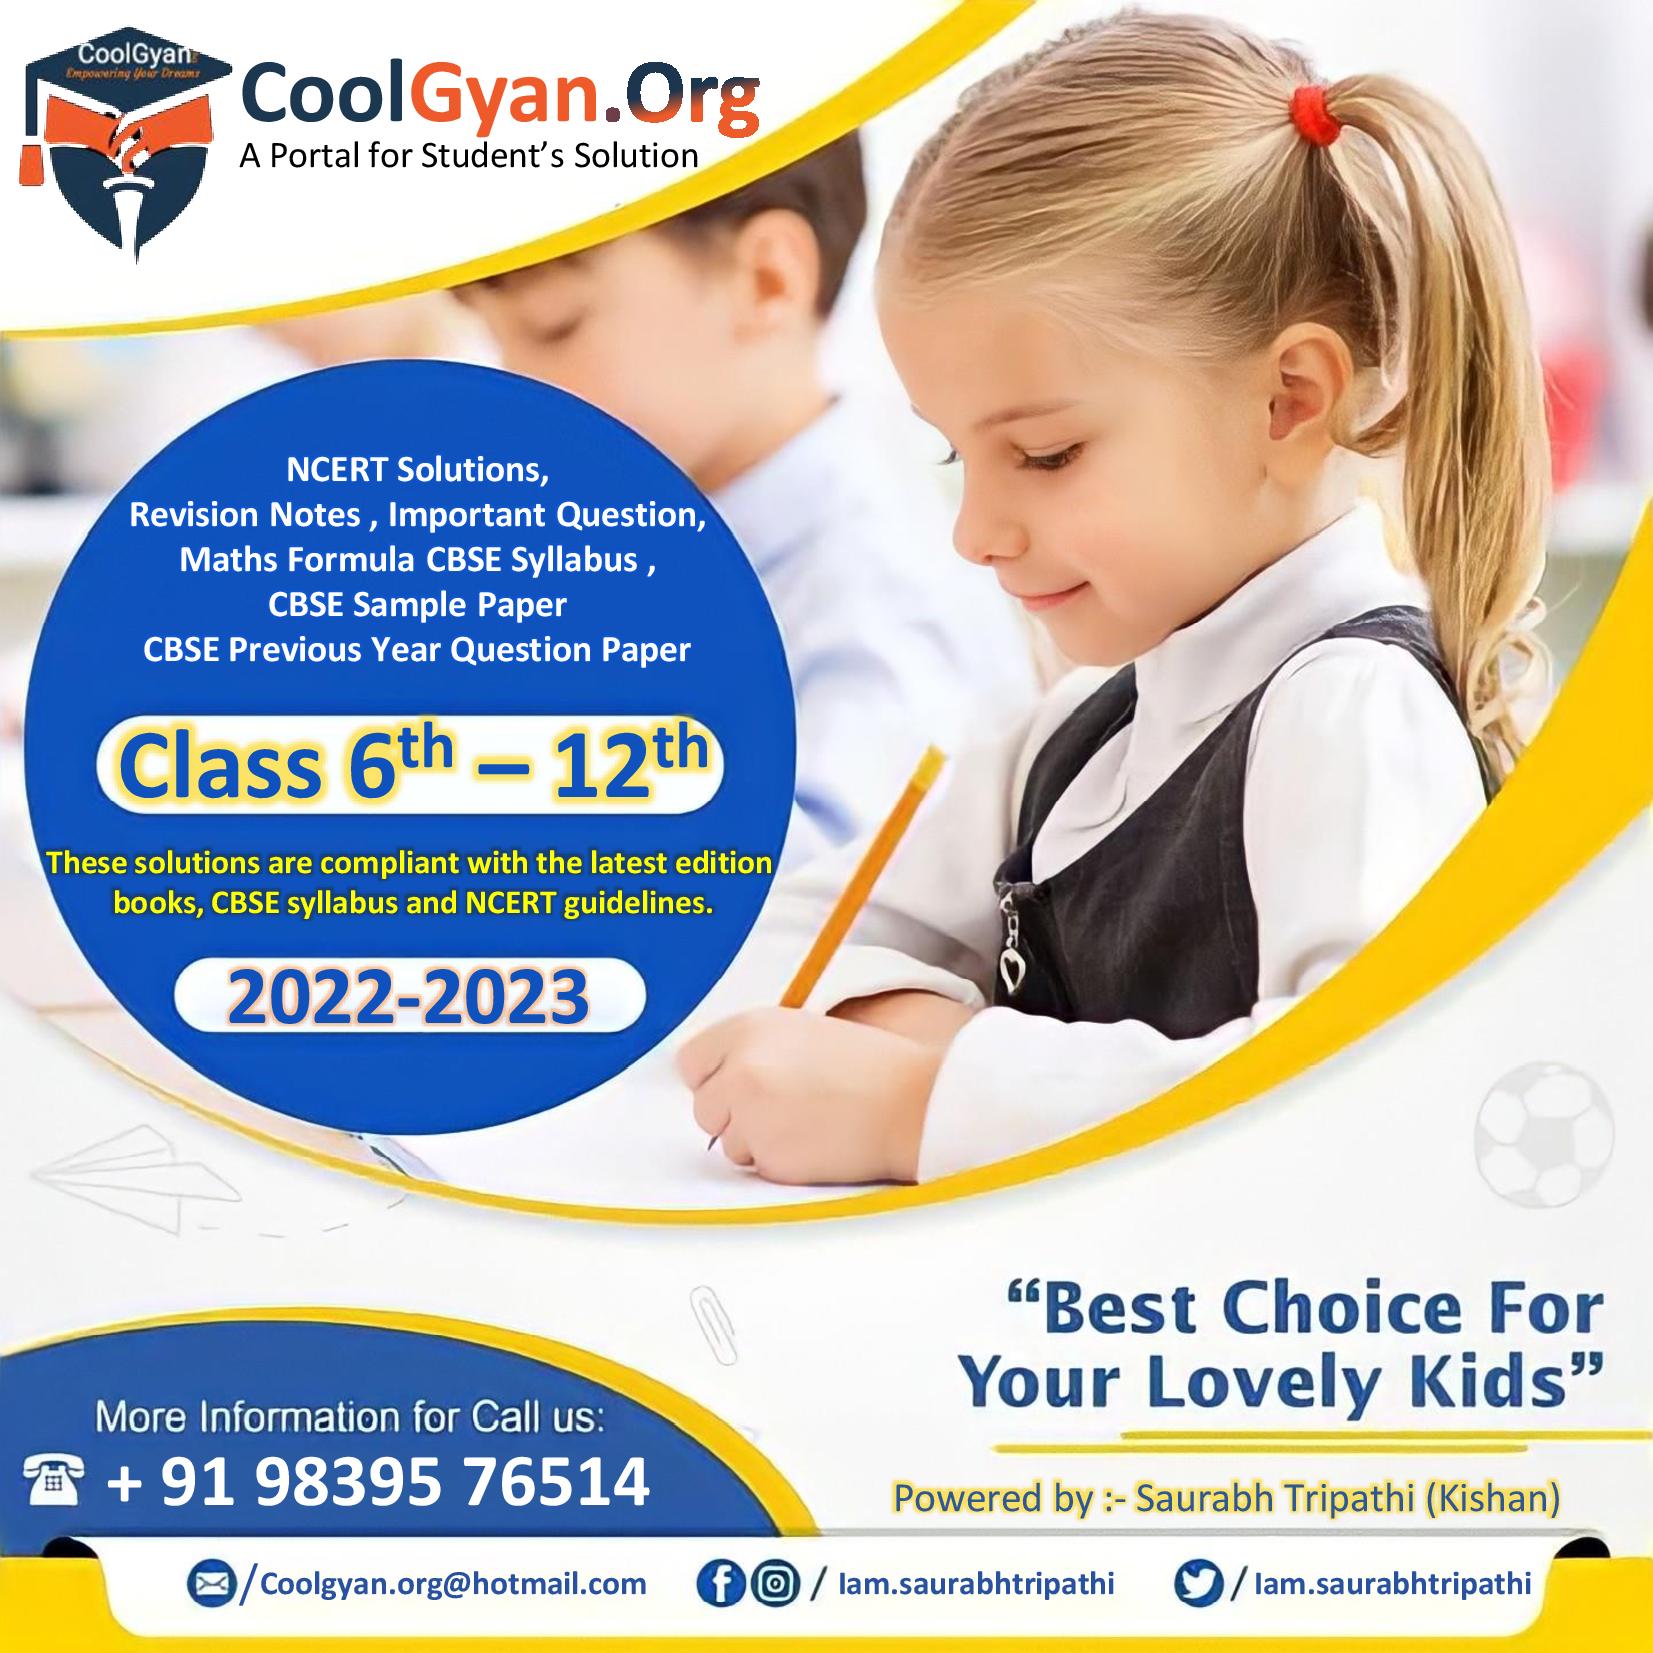 CoolGyan
Empowering Your Dreams
CoolGyan.Org
A Portal for Student’s Solution
NCERT Solutions,
Revision Notes , Important Question,
Maths Formula CBSE Syllabus ,
CBSE Sample Paper
CBSE Previous Year Question Paper
Class 6th – 12th
These solutions are compliant with the latest edition
books, CBSE syllabus and NCERT guidelines.
2022-2023
“Best Choice For
Your Lovely Kids”
More Information for Call us:
+ 91 98395 76514
Powered by :- Saurabh Tripathi (Kishan)
/Coolgyan.org@hotmail.com
/ Iam.saurabhtripathi
/ Iam.saurabhtripathi